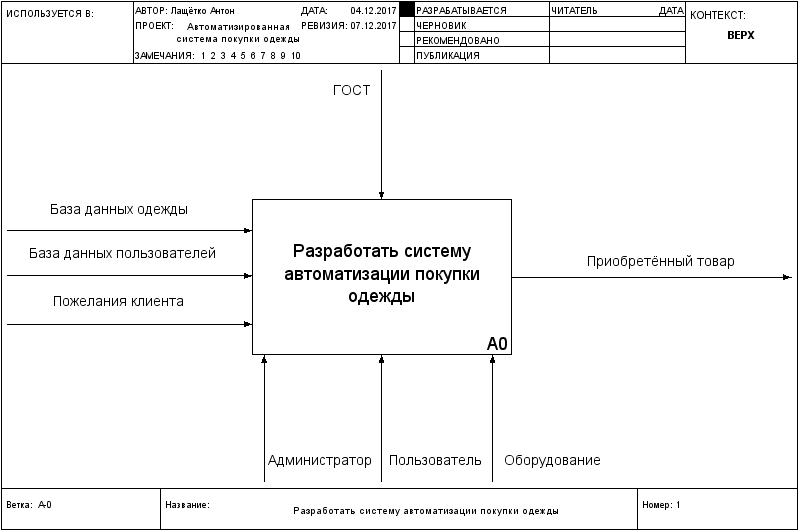 ИСПОЛЬЗУЕТСЯ В:
АВТОР: Лащётко Антон ДАТА: 04.12.2017
ПРОЕКТ: Автоматизированная система покупки одежды
РЕВИЗИЯ: 07.12.2017
ЗАМЕЧАНИЯ: 1 2 3 4 5 6 7 8 9 10
РАЗРАБАТЫВАЕТСЯ
ЧЕРНОВИК
РЕКОМЕНДОВАНО
ПУБЛИКАЦИЯ
ЧИТАТЕЛЬ ДАТА
КОНТЕКСТ:
ВЕРХ
ГОСТ
База данных одежды
База данных пользователей
Пожелания клиента
Разработать систему
автоматизации покупки
одежды
A0
Приобретённый товар
Администратор Пользователь Оборудование
Ветка: A-0
Название: Разработать систему автоматизации покупки одежды
Номер: 1